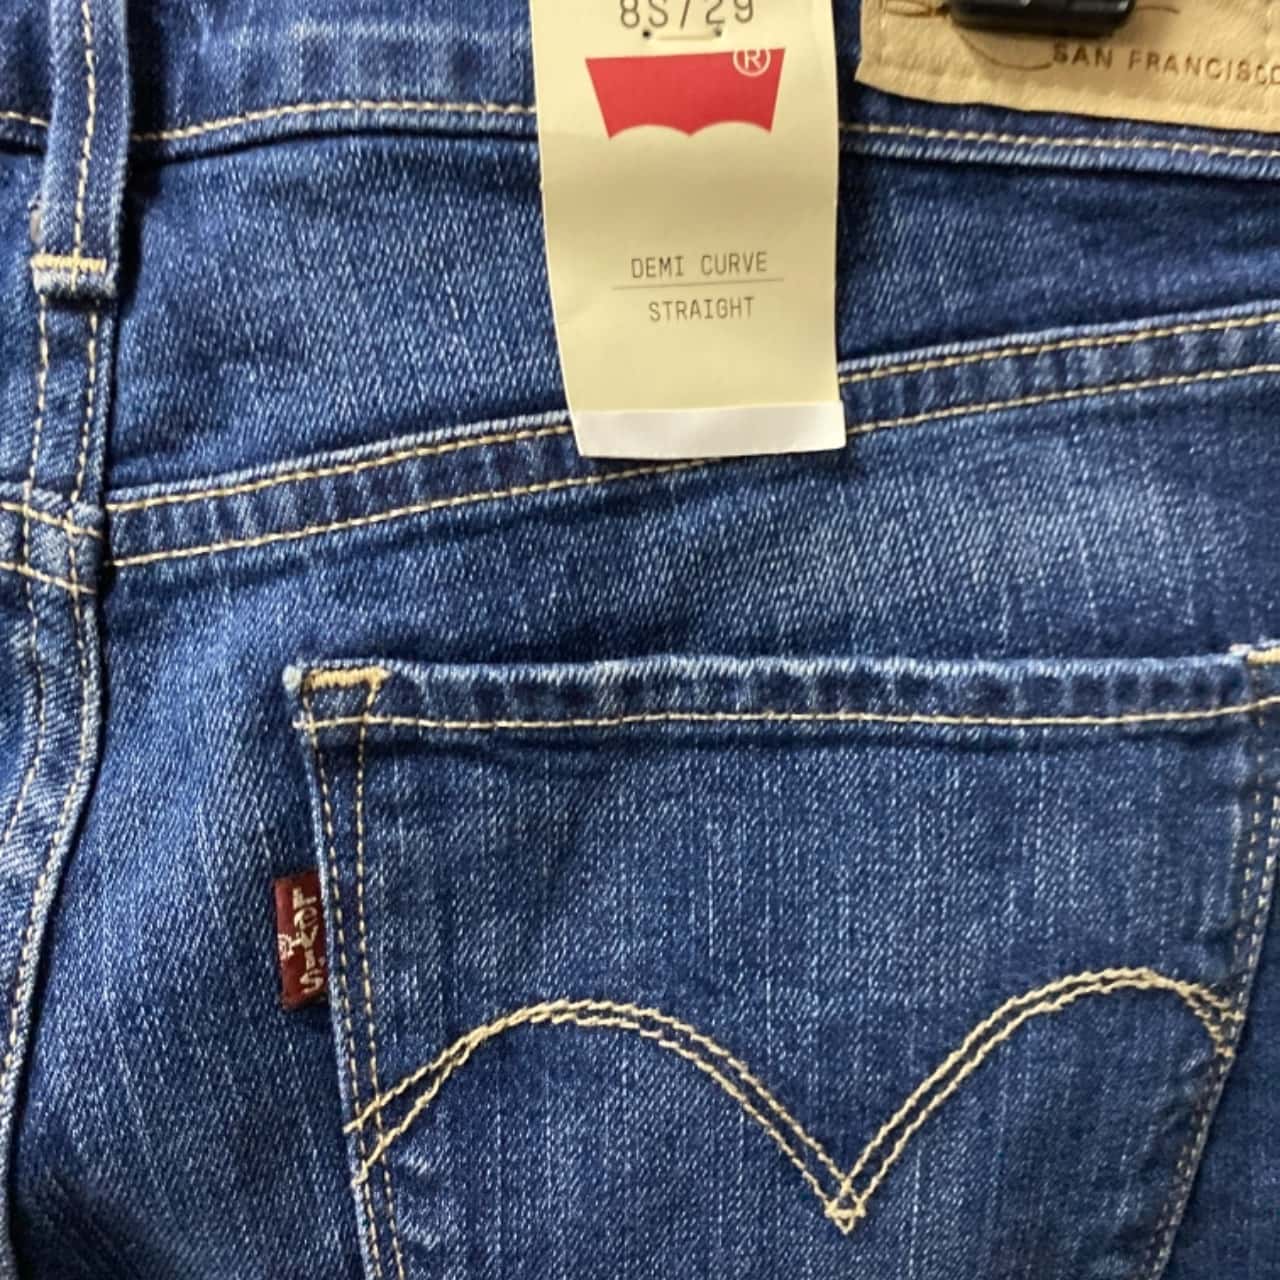 8S/29
®
SAN FRANCISCO
DEMI CURVE
STRAIGHT
LEVI'S
®